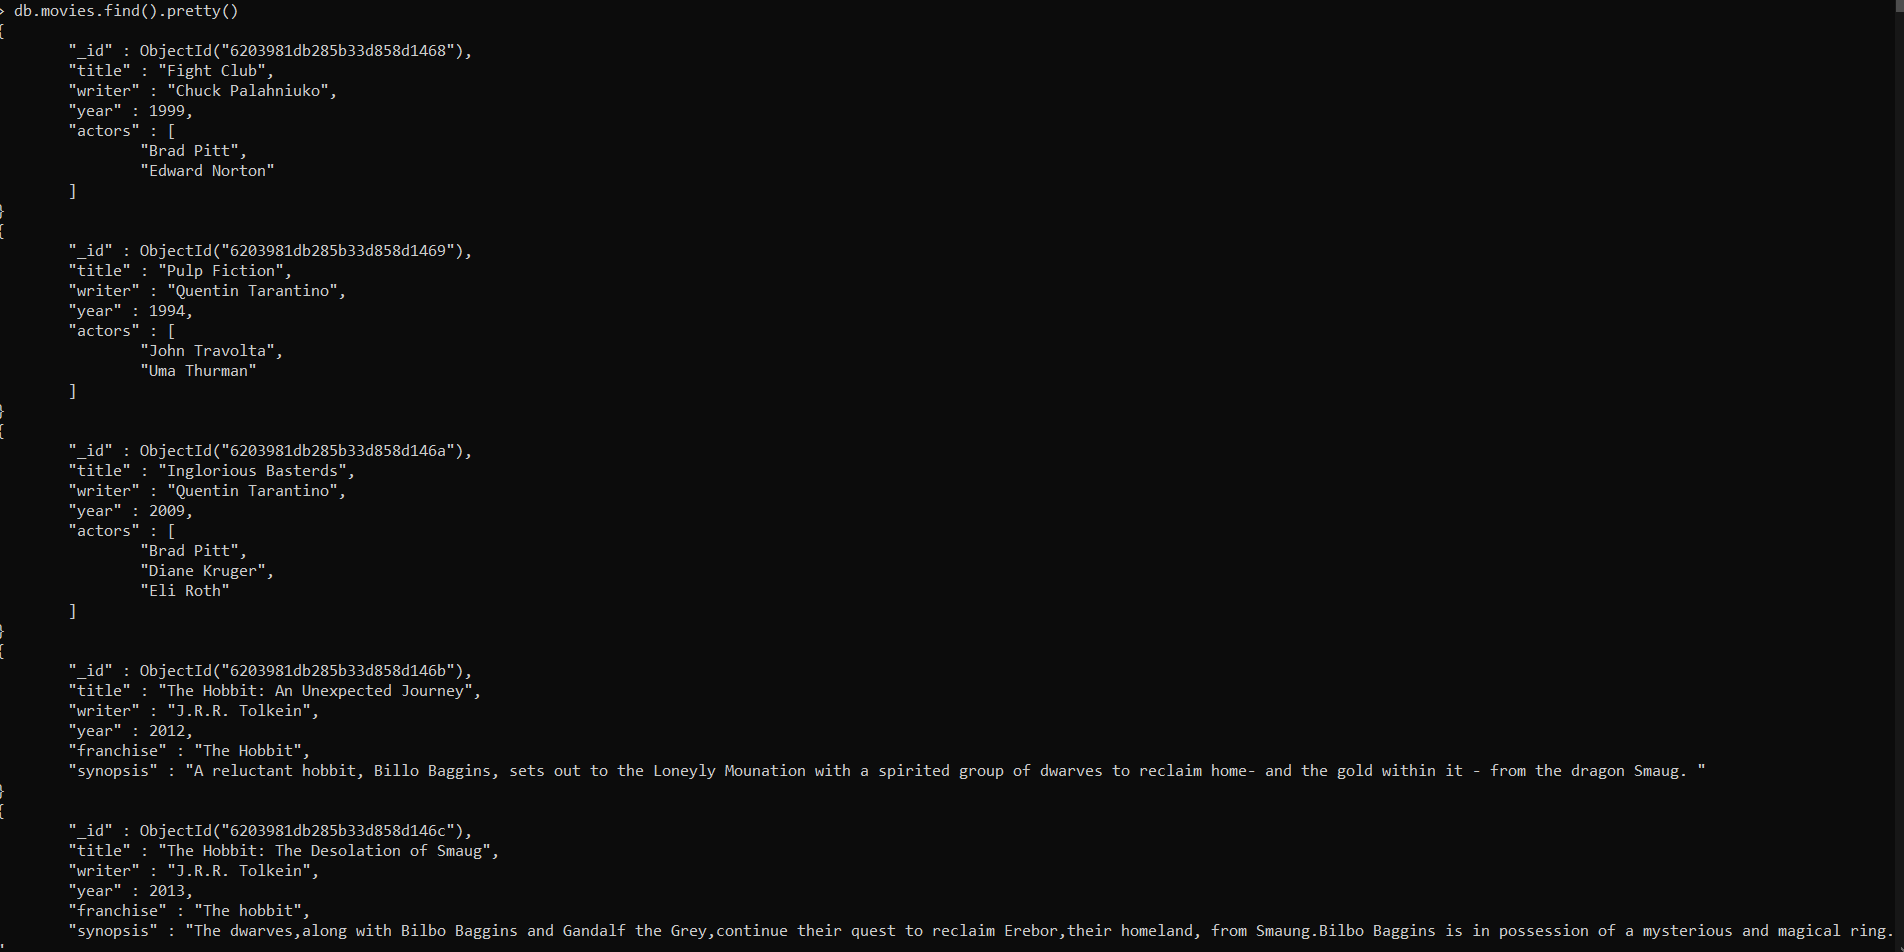 > db.movies.find().pretty()
{
"_id" : ObjectId("6203981db285b33d858d1468"),
"title" : "Fight Club",
"writer" : "Chuck Palahniuko",
"year" : 1999,
"actors" : [
"Brad Pitt",
"Edward Norton"
]
}
{
"_id" : ObjectId("6203981db285b33d858d1469"),
"title" : "Pulp Fiction",
"writer" : "Quentin Tarantino",
"year" : 1994,
"actors" : [
"John Travolta",
"Uma Thurman"
]
}
{
"_id" : ObjectId("6203981db285b33d858d146a"),
"title" : "Inglorious Basterds",
"writer" : "Quentin Tarantino",
"year" : 2009,
"actors" : [
"Brad Pitt",
"Diane Kruger",
"Eli Roth"
]
}
{
"_id" : ObjectId("6203981db285b33d858d146b"),
"title" : "The Hobbit: An Unexpected Journey",
"writer" : "J.R.R. Tolkein",
"year" : 2012,
"franchise" : "The Hobbit",
"synopsis" : "A reluctant hobbit, Billo Baggins, sets out to the Loneyly Mounation with a spirited group of dwarves to reclaim home- and the gold within it - from the dragon Smaug. "
}
{
"_id" : ObjectId("6203981db285b33d858d146c"),
"title" : "The Hobbit: The Desolation of Smaug",
"writer" : "J.R.R. Tolkein",
"year" : 2013,
"franchise" : "The hobbit",
"synopsis" : "The dwarves,along with Bilbo Baggins and Gandalf the Grey,continue their quest to reclaim Erebor,their homeland, from Smaung.Bilbo Baggins is in possession of a mysterious and magical ring.
"